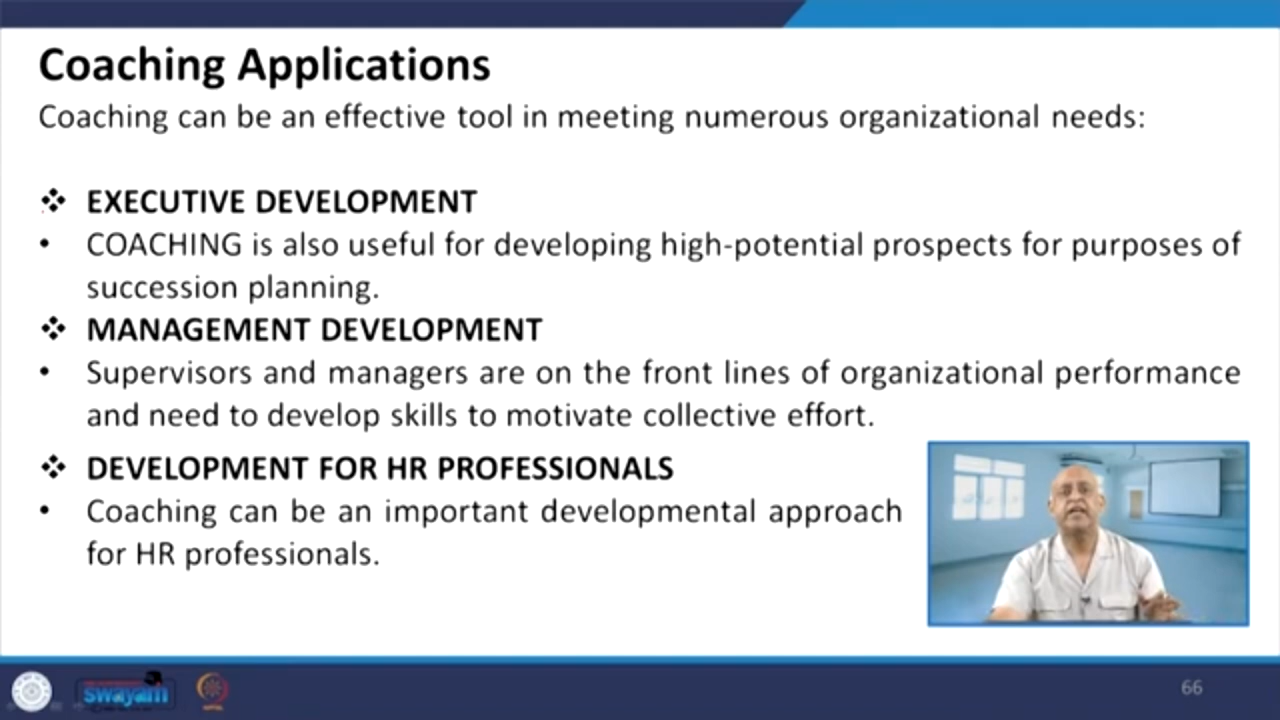 Coaching Applications
Coaching can be an effective tool in meeting numerous organizational needs:
❖ EXECUTIVE DEVELOPMENT
• COACHING is also useful for developing high-potential prospects for purposes of
succession planning.
❖ MANAGEMENT DEVELOPMENT
• Supervisors and managers are on the front lines of organizational performance
and need to develop skills to motivate collective effort.
❖ DEVELOPMENT FOR HR PROFESSIONALS
• Coaching can be an important developmental approach
for HR professionals.
swayam
66